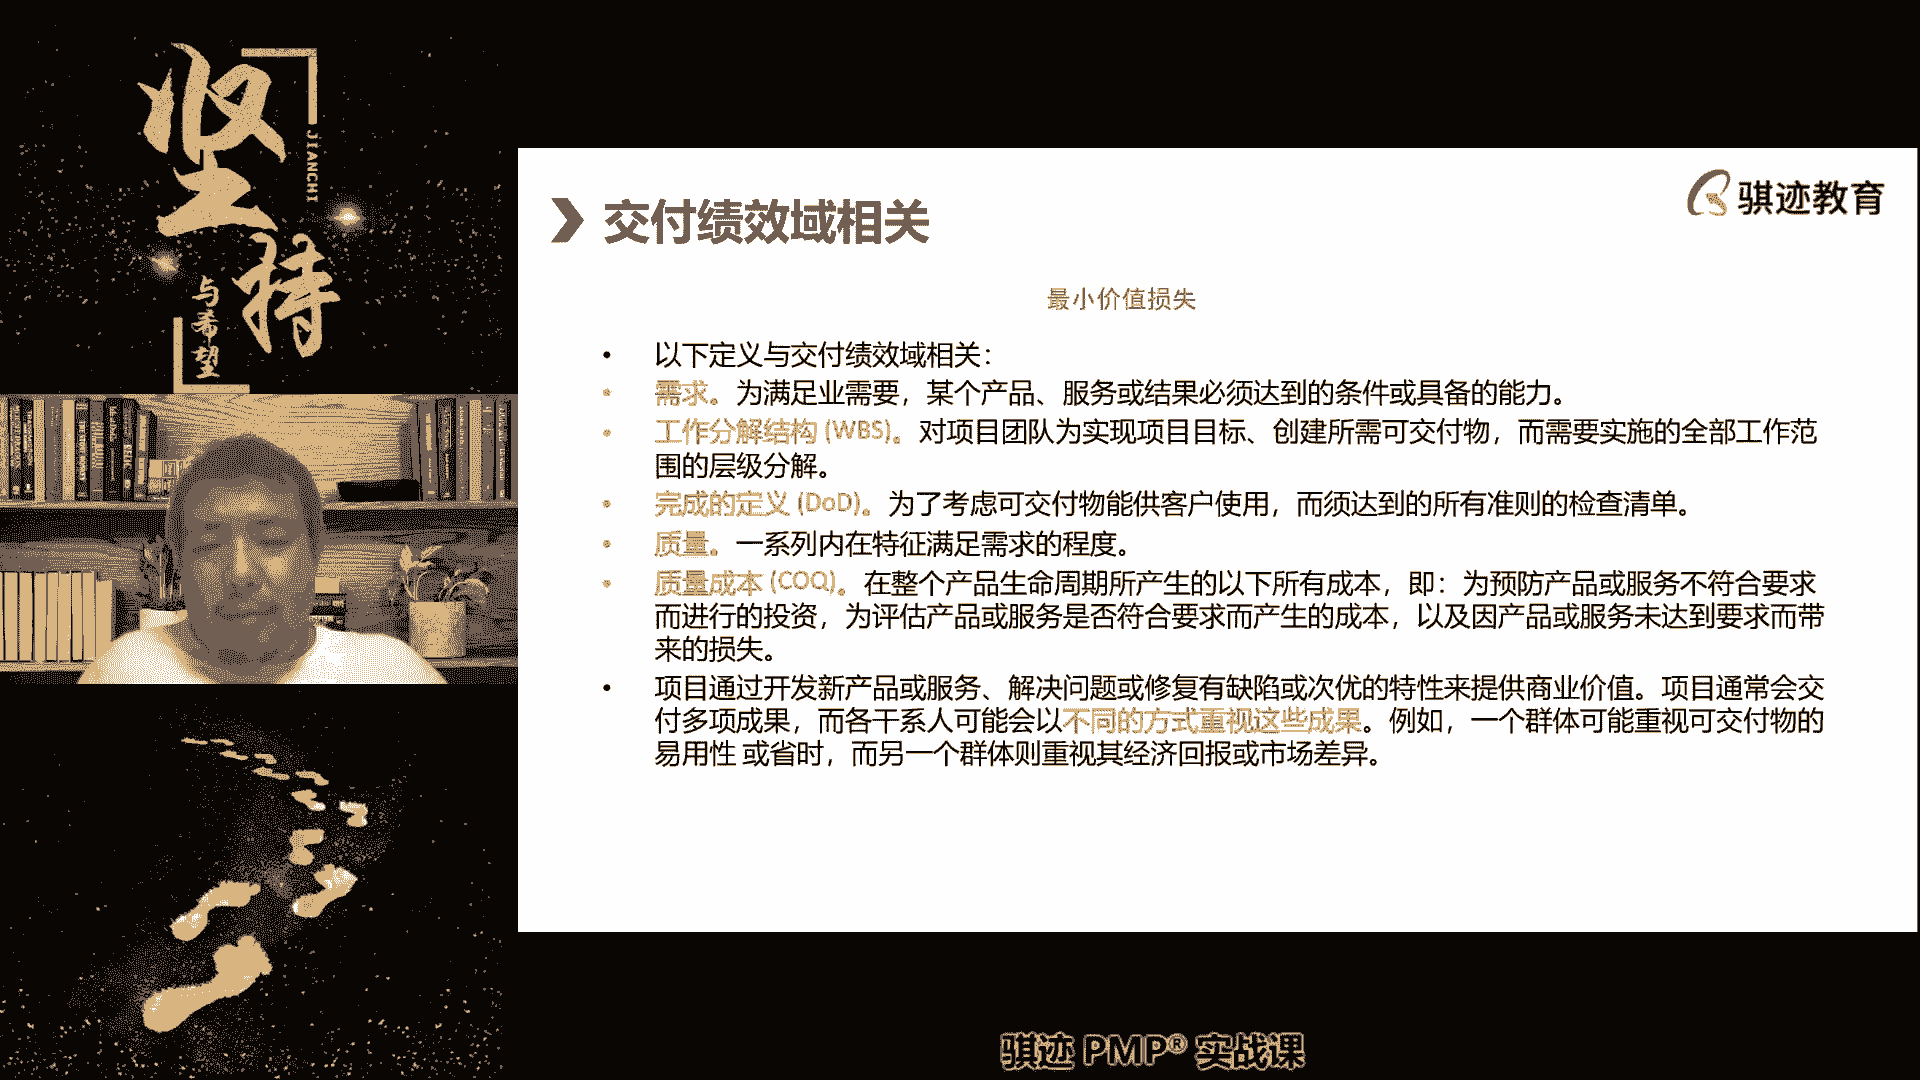 坚持
JIANCHI
与希望
骐迹教育
交付绩效域相关
最小价值损失
• 以下定义与交付绩效域相关：
• 需求。为满足业需要，某个产品、服务或结果必须达到的条件或具备的能力。
• 工作分解结构 (WBS)。对项目团队为实现项目目标、创建所需可交付物，而需要实施的全部工作范
围的层级分解。
• 完成的定义 (DoD)。为了考虑可交付物能供客户使用，而须达到的所有准则的检查清单。
• 质量。一系列内在特征满足需求的程度。
• 质量成本 (COQ)。在整个产品生命周期所产生的以下所有成本，即：为预防产品或服务不符合要求
而进行的投资，为评估产品或服务是否符合要求而产生的成本，以及因产品或服务未达到要求而带
来的损失。
• 项目通过开发新产品或服务、解决问题或修复有缺陷或次优的特性来提供商业价值。项目通常会交
付多项成果，而各干系人可能会以不同的方式重视这些成果。例如，一个群体可能重视可交付物的
易用性 或省时，而另一个群体则重视其经济回报或市场差异。
骐迹 PMP® 实战课